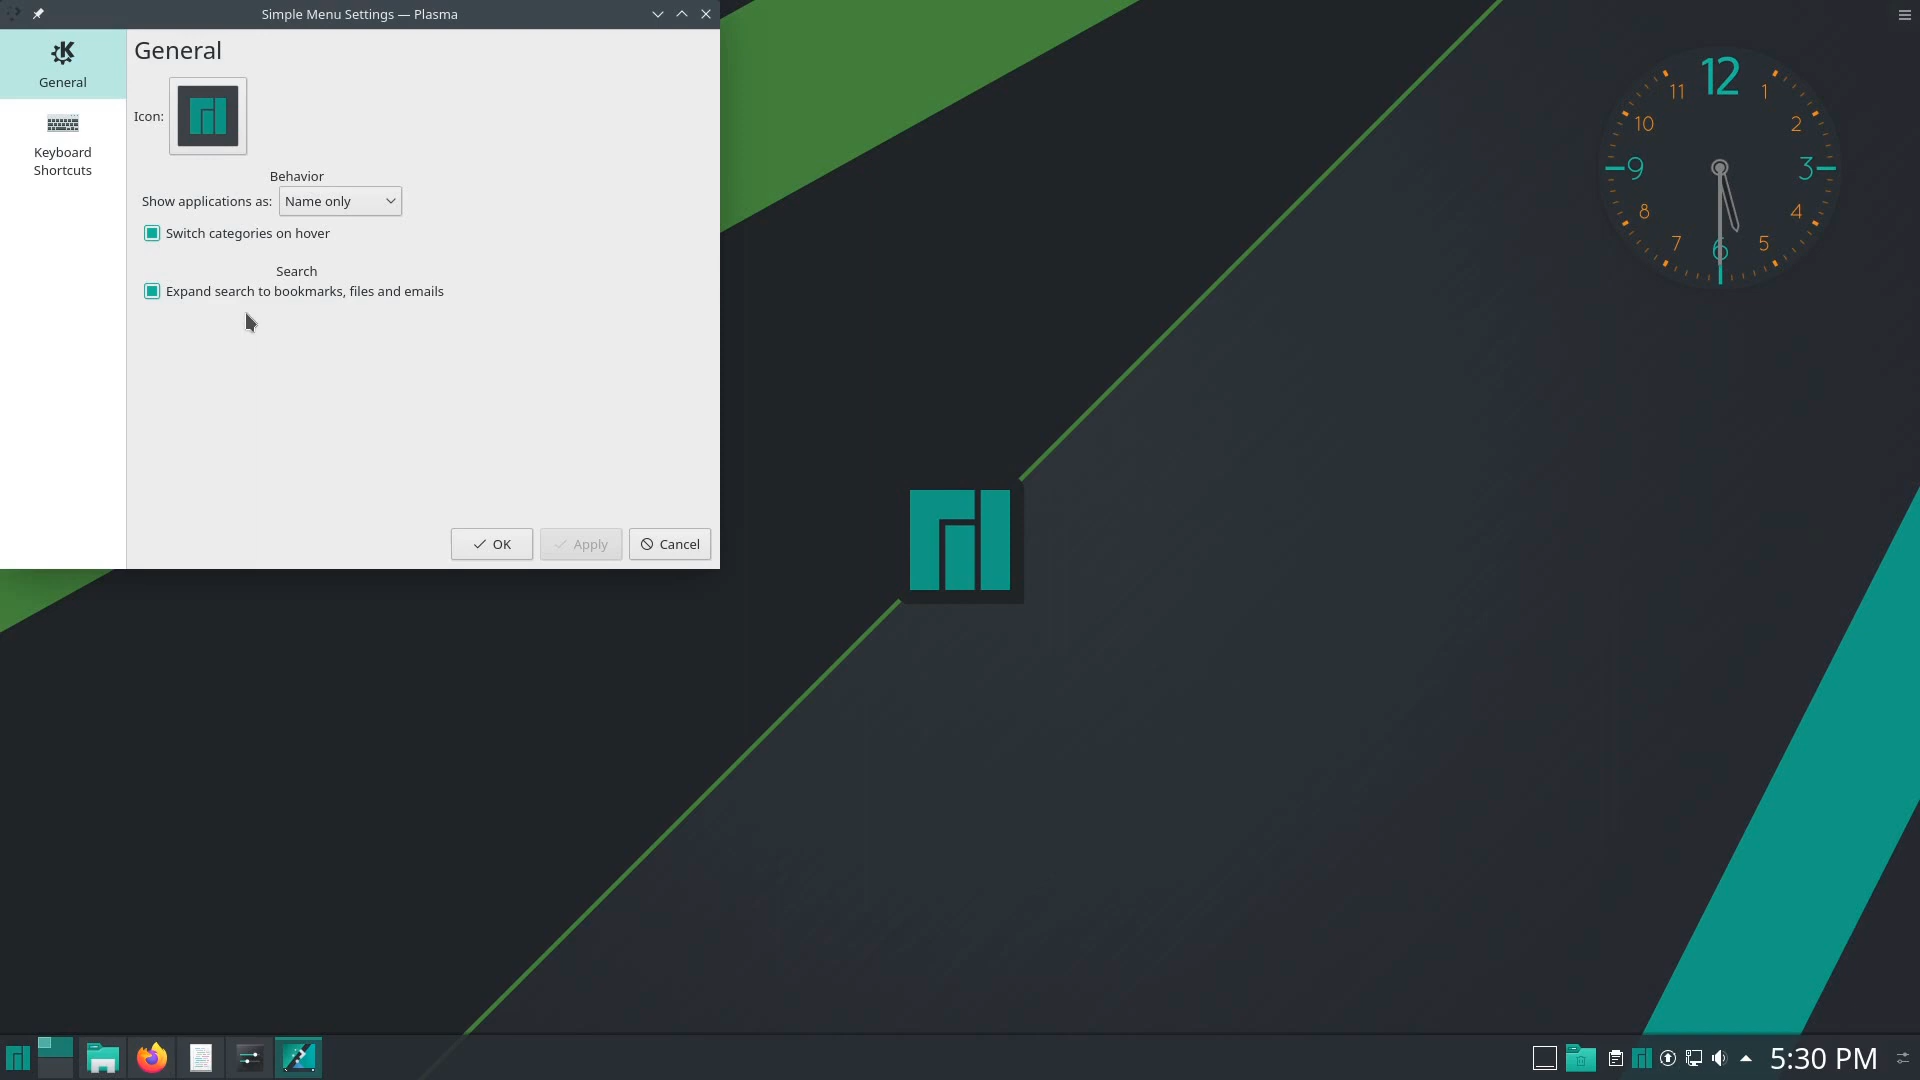 Simple Menu Settings — Plasma
General
General
Icon:
Keyboard
Shortcuts
Behavior
Show applications as: Name only
Switch categories on hover
Search
Expand search to bookmarks, files and emails
OK Apply Cancel
12
11 1
10 2
9 3
8 4
7 5
6
5:30 PM